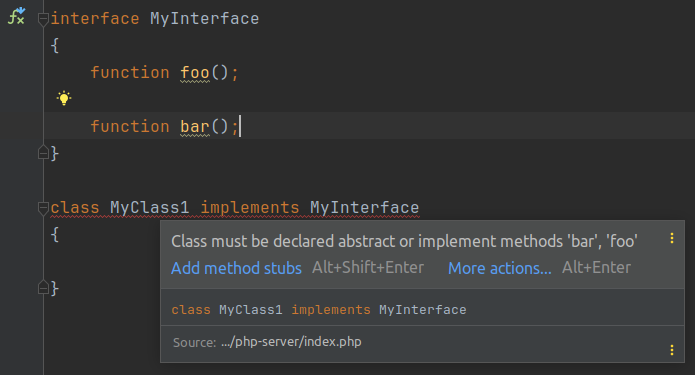 interface MyInterface
{
function foo();
function bar();
}
class MyClass1 implements MyInterface
{
Class must be declared abstract or implement methods 'bar', 'foo'
Add method stubs Alt+Shift+Enter More actions... Alt+Enter
}
class MyClass1 implements MyInterface
Source: .../php-server/index.php